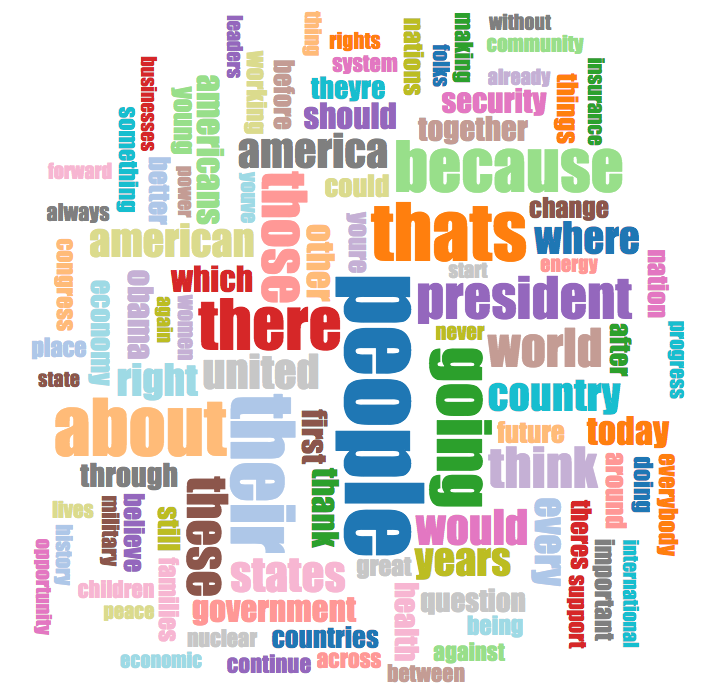 without
leaders
thing
rights
nations
folks
making
community
system
already
insurance
businesses
working
before
theyre
security
things
something
young
americans
should
together
america
because
forward
better
power
youve
those
could
always
thats
change
where
american
other
youre
congress
which
start
energy
nation
economy
obama
again
women
there
people
president
never
world
after
progress
place
state
right
united
going
country
about
their
first
future
today
think
through
these
thank
around
doing
everybody
lives
military
believe
still
would
every
theres
support
history
opportunity
families
states
great
years
important
international
children
peace
government
health
question
nuclear
countries
being
economic
continue
across
against
between